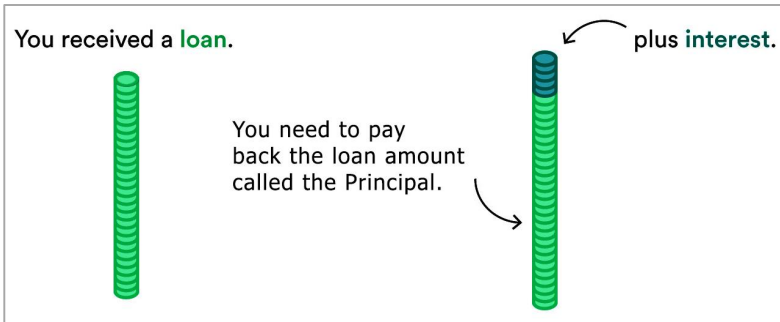 You received a loan.
plus interest.
You need to pay
back the loan amount
called the Principal.